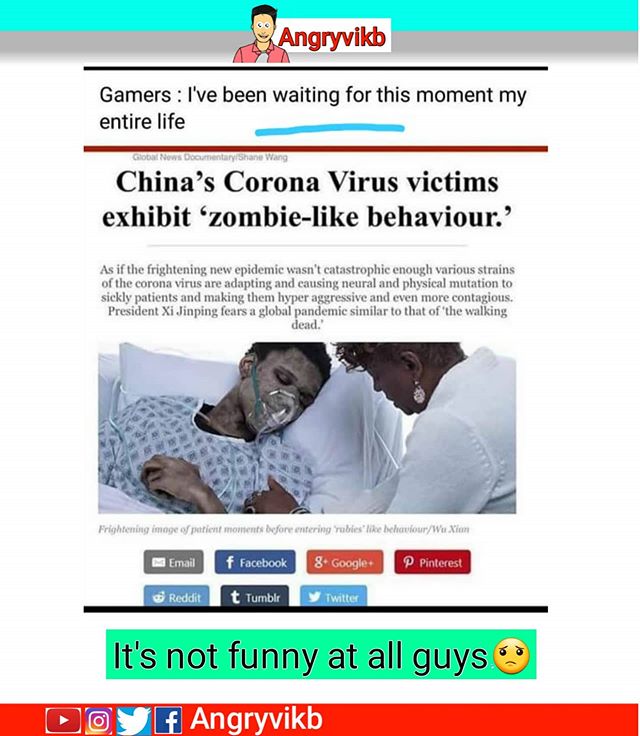 Angryvikb
Gamers : I've been waiting for this moment my
entire life
Global News Documentary/Shane Wang
China's Corona Virus victims
exhibit ‘zombie-like behaviour.’
As if the frightening new epidemic wasn't catastrophic enough various strains
of the corona virus are adapting and causing neural and physical mutation to
sickly patients and making them hyper aggressive and even more contagious.
President Xi Jinping fears a global pandemic similar to that of 'the walking
dead.'
Frightening image of patient moments before entering 'rabies' like behaviour/Wu Xian
Email
f Facebook
8+ Google+
Pinterest
Reddit
t Tumblr
Twitter
It's not funny at all guys😟
f Angryvikb